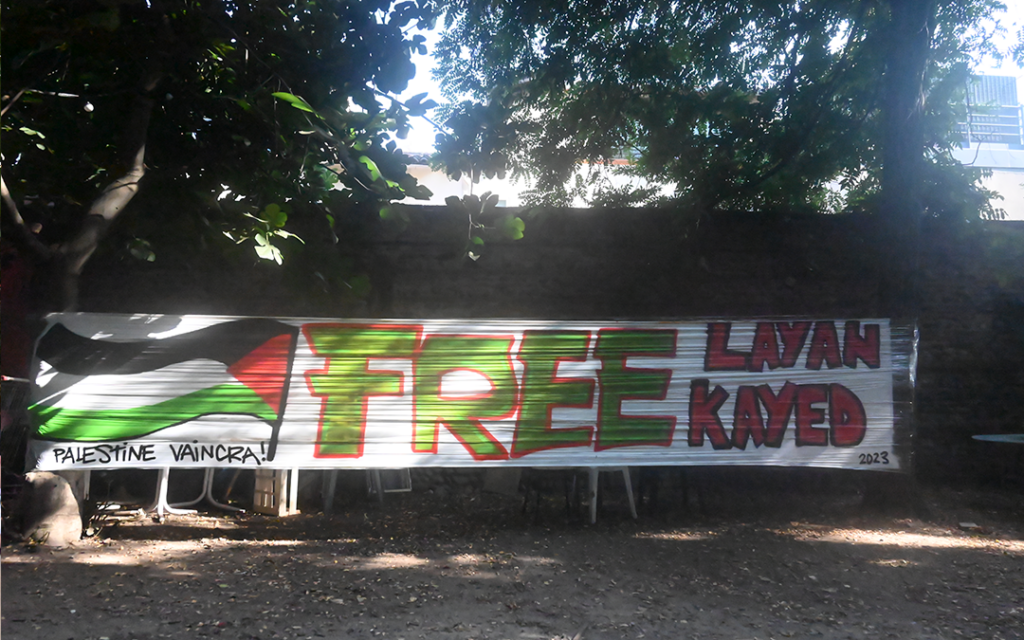 PALESTINE VAINCRA!
FREE
LAYAN
KAYED
2023